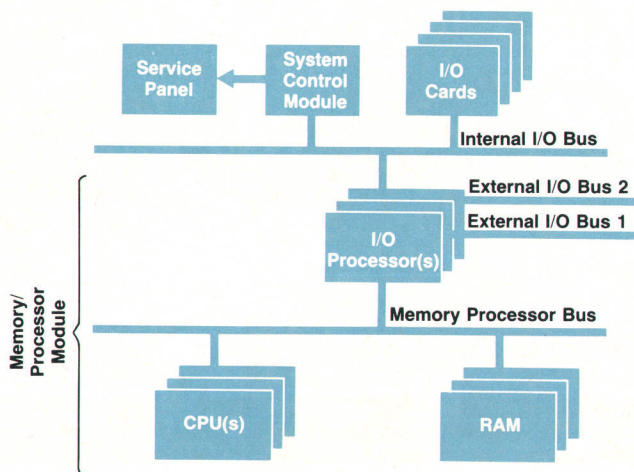 Service
Panel
System
Control
Module
I/O
Cards
Internal I/O Bus
External I/O Bus 2
External I/O Bus 1
I/O
Processor(s)
Memory Processor Bus
Memory/
Processor
Module
CPU(s)
RAM